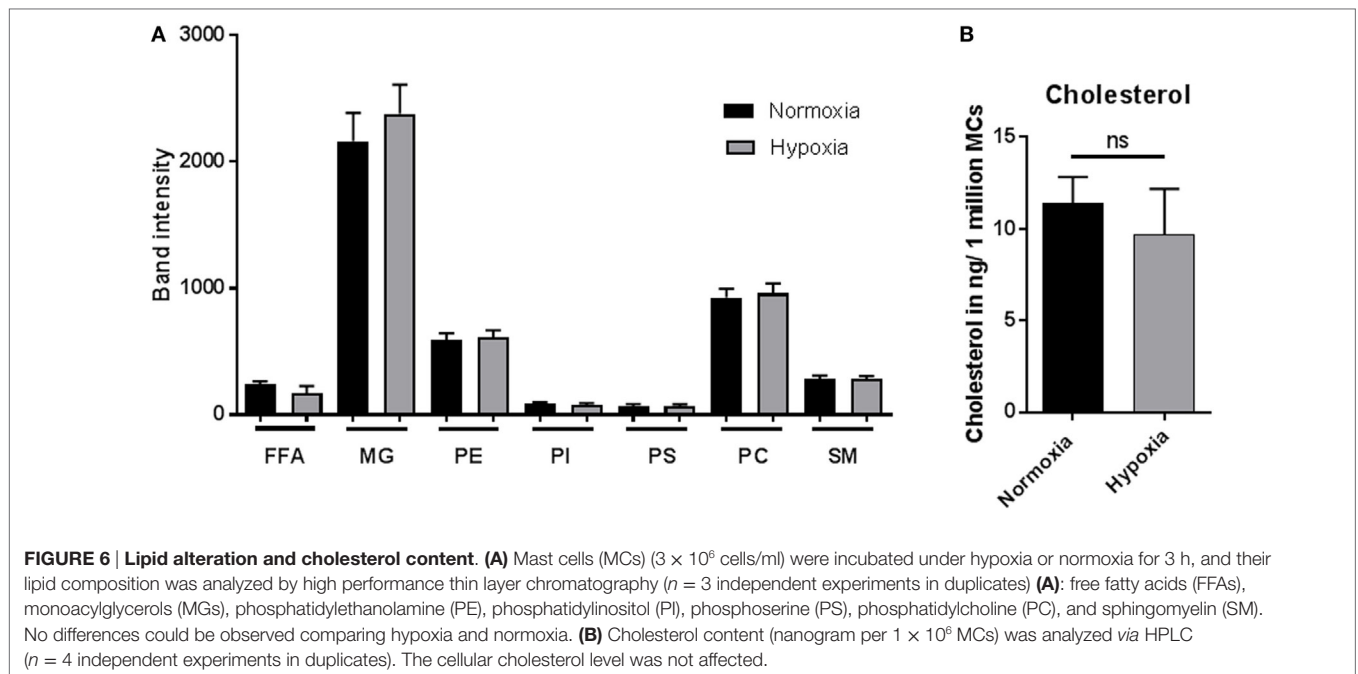 A
3000
2000
1000
0
Band intensity
Normoxia
Hypoxia
FFA MG PE PI PS PC SM
B
Cholesterol
ns
15
10
5
0
Cholesterol in ng/ 1 million MCs
Normoxia
Hypoxia
FIGURE 6 | Lipid alteration and cholesterol content. (A) Mast cells (MCs) (3 × 10⁶ cells/ml) were incubated under hypoxia or normoxia for 3 h, and their
lipid composition was analyzed by high performance thin layer chromatography (n = 3 independent experiments in duplicates) (A): free fatty acids (FFAs),
monoacylglycerols (MGs), phosphatidylethanolamine (PE), phosphatidylinositol (PI), phosphoserine (PS), phosphatidylcholine (PC), and sphingomyelin (SM).
No differences could be observed comparing hypoxia and normoxia. (B) Cholesterol content (nanogram per 1 × 10⁶ MCs) was analyzed via HPLC
(n = 4 independent experiments in duplicates). The cellular cholesterol level was not affected.